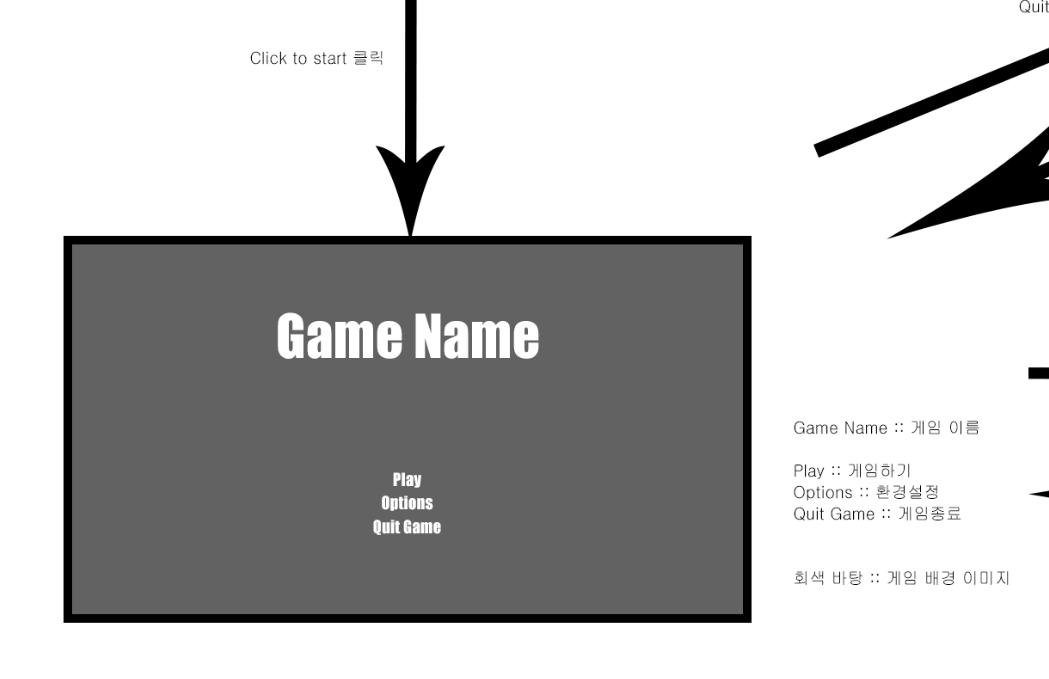 Quit
Click to start 클릭
Game Name
Play
Options
Quit Game
Game Name :: 게임 이름
Play :: 게임하기
Options :: 환경설정
Quit Game :: 게임종료
회색 바탕 :: 게임 배경 이미지